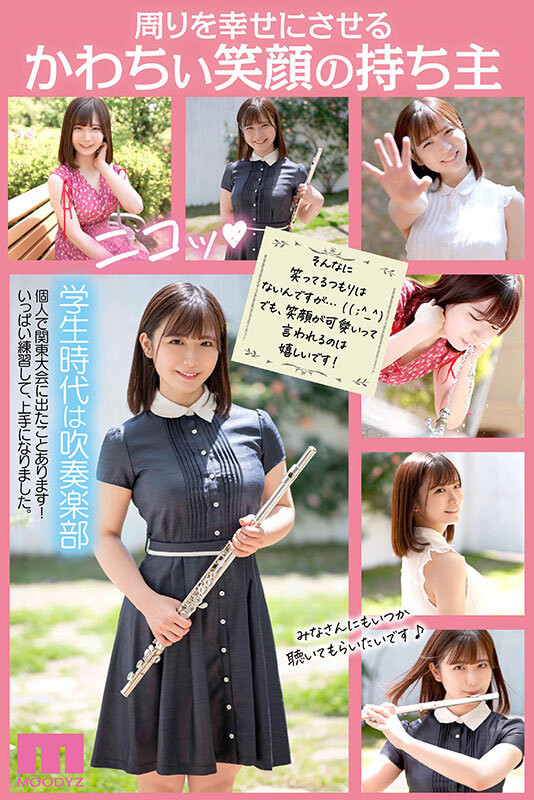 周りを幸せにさせる
かわちい笑顔の持ち主
ニコッ♥
そんなに
笑ってるつもりは
ないんですが…((;^_^)
でも、笑顔が可愛いって
言われるのは
嬉しいです!
学生時代は吹奏楽部
個人で関東大会に出たことあります!
いっぱい練習して、上手になりました。
みなさんにもいつか
聴いてもらいたいです♪
M
MOODYZ